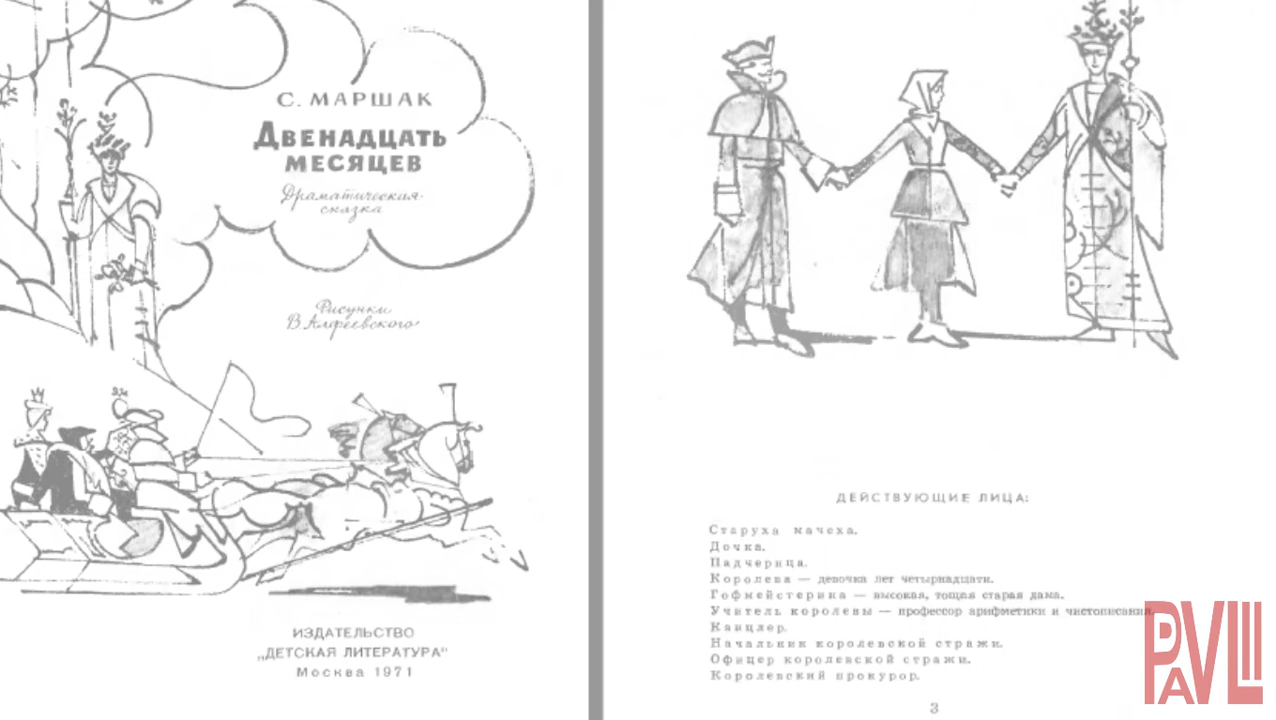 С. МАРШАК
ДВЕНАДЦАТЬ
МЕСЯЦЕВ
Драматическая
сказка
Рисунки
В. Алфеевского
ИЗДАТЕЛЬСТВО
„ДЕТСКАЯ ЛИТЕРАТУРА“
Москва 1971
ДЕЙСТВУЮЩИЕ ЛИЦА:
Старуха мачеха.
Дочка.
Падчерица.
Королева — девочка лет четырнадцати.
Гофмейстерина — высокая, тощая старая дама.
Учитель королевы — профессор арифметики и чистописания.
Канцлер.
Начальник королевской стражи.
Офицер королевской стражи.
Королевский прокурор.
3